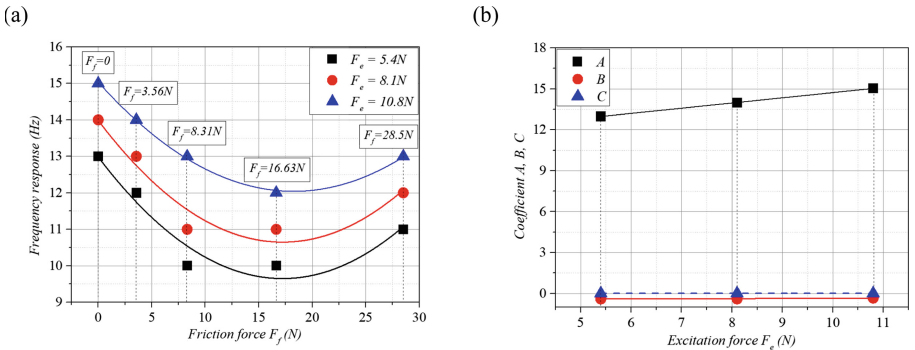 (a)
16
15
14
13
12
11
10
9
0
5
10
15
20
25
30
Frequency response (Hz)
Friction force F_f (N)
F_f=0
F_f=3.56N
F_f=8.31N
F_f=16.63N
F_f=28.5N
F_e = 5.4N
F_e = 8.1N
F_e = 10.8N
(b)
18
15
12
9
6
3
0
5
6
7
8
9
10
11
Coefficient A, B, C
Excitation force F_e (N)
A
B
C